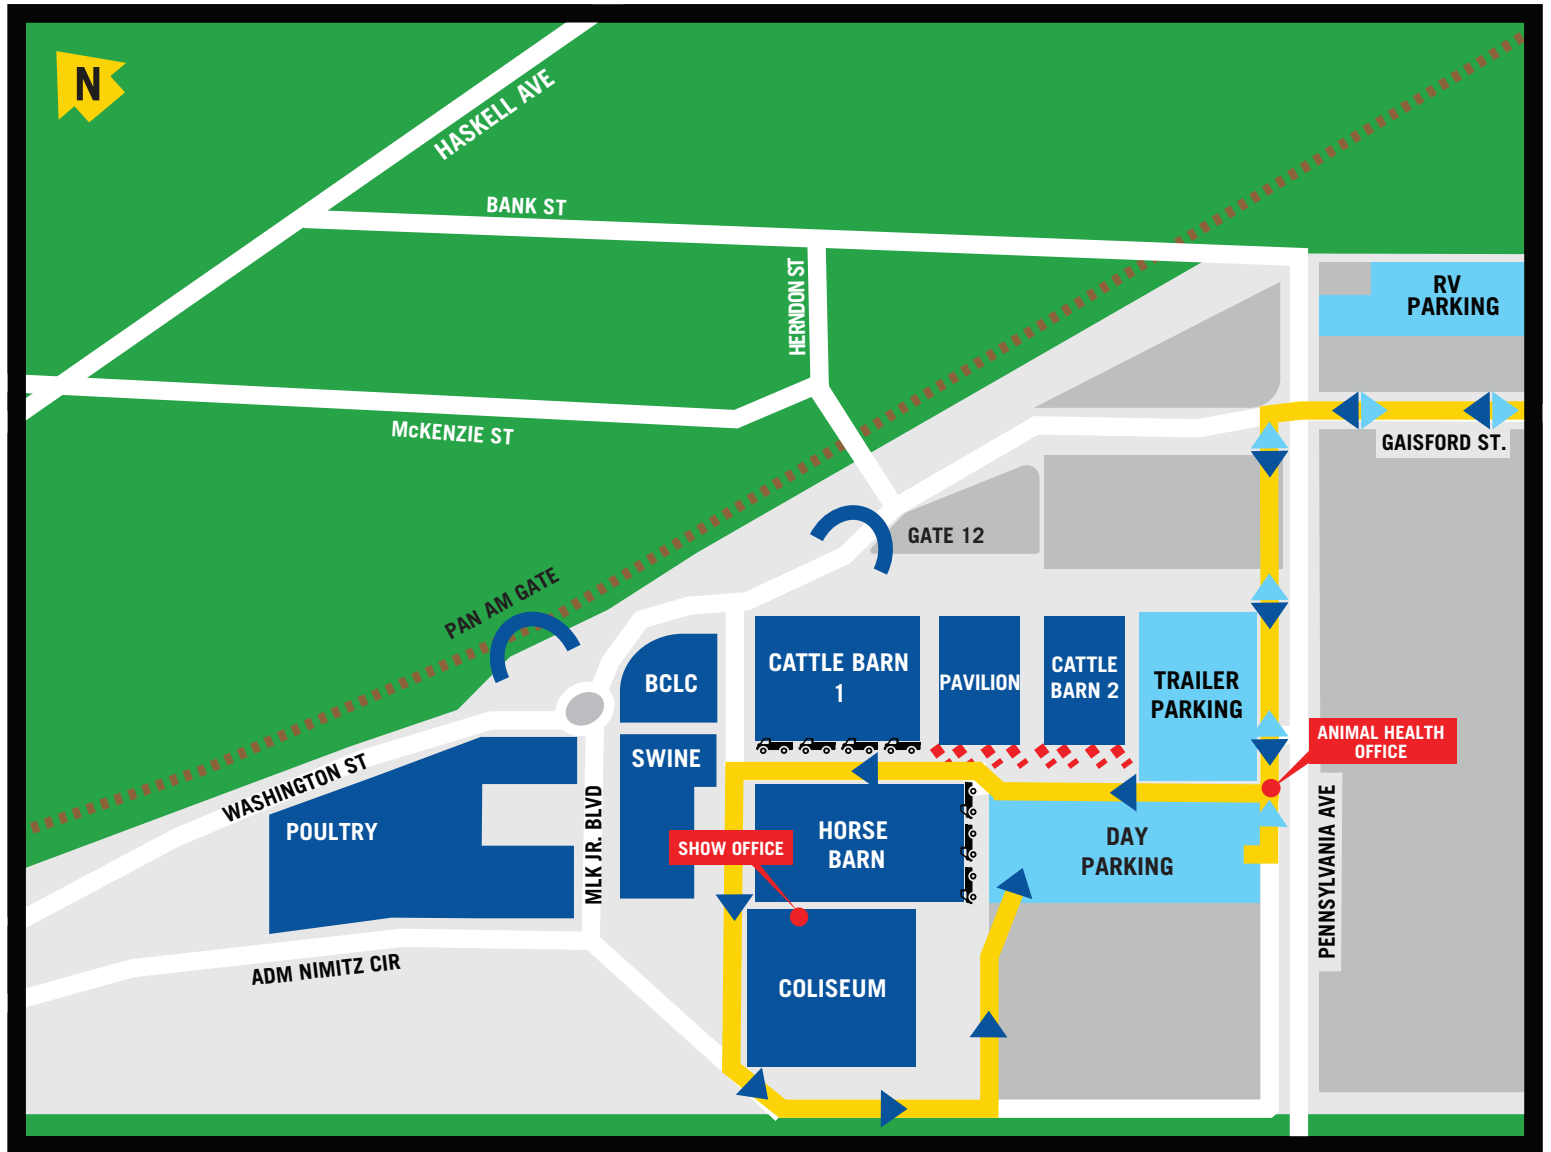 N
HASKELL AVE
BANK ST
HERNDON ST
RV
PARKING
McKENZIE ST
GAISFORD ST.
GATE 12
PAN AM GATE
CATTLE BARN
1
PAVILION
CATTLE
BARN 2
TRAILER
PARKING
BCLC
SWINE
ANIMAL HEALTH
OFFICE
WASHINGTON ST
POULTRY
MLK JR. BLVD
SHOW OFFICE
HORSE
BARN
DAY
PARKING
PENNSYLVANIA AVE
ADM NIMITZ CIR
COLISEUM